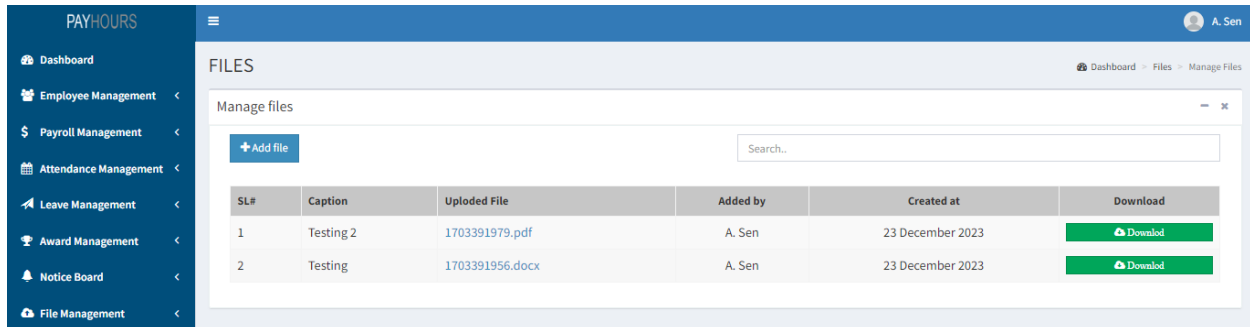 PAYHOURS
A. Sen
Dashboard
Employee Management
Payroll Management
Attendance Management
Leave Management
Award Management
Notice Board
File Management
FILES
Dashboard > Files > Manage Files
Manage files
Add file
Search..
SL# Caption Uploded File Added by Created at Download
1 Testing 2 1703391979.pdf A. Sen 23 December 2023 Downlod
2 Testing 1703391956.docx A. Sen 23 December 2023 Downlod